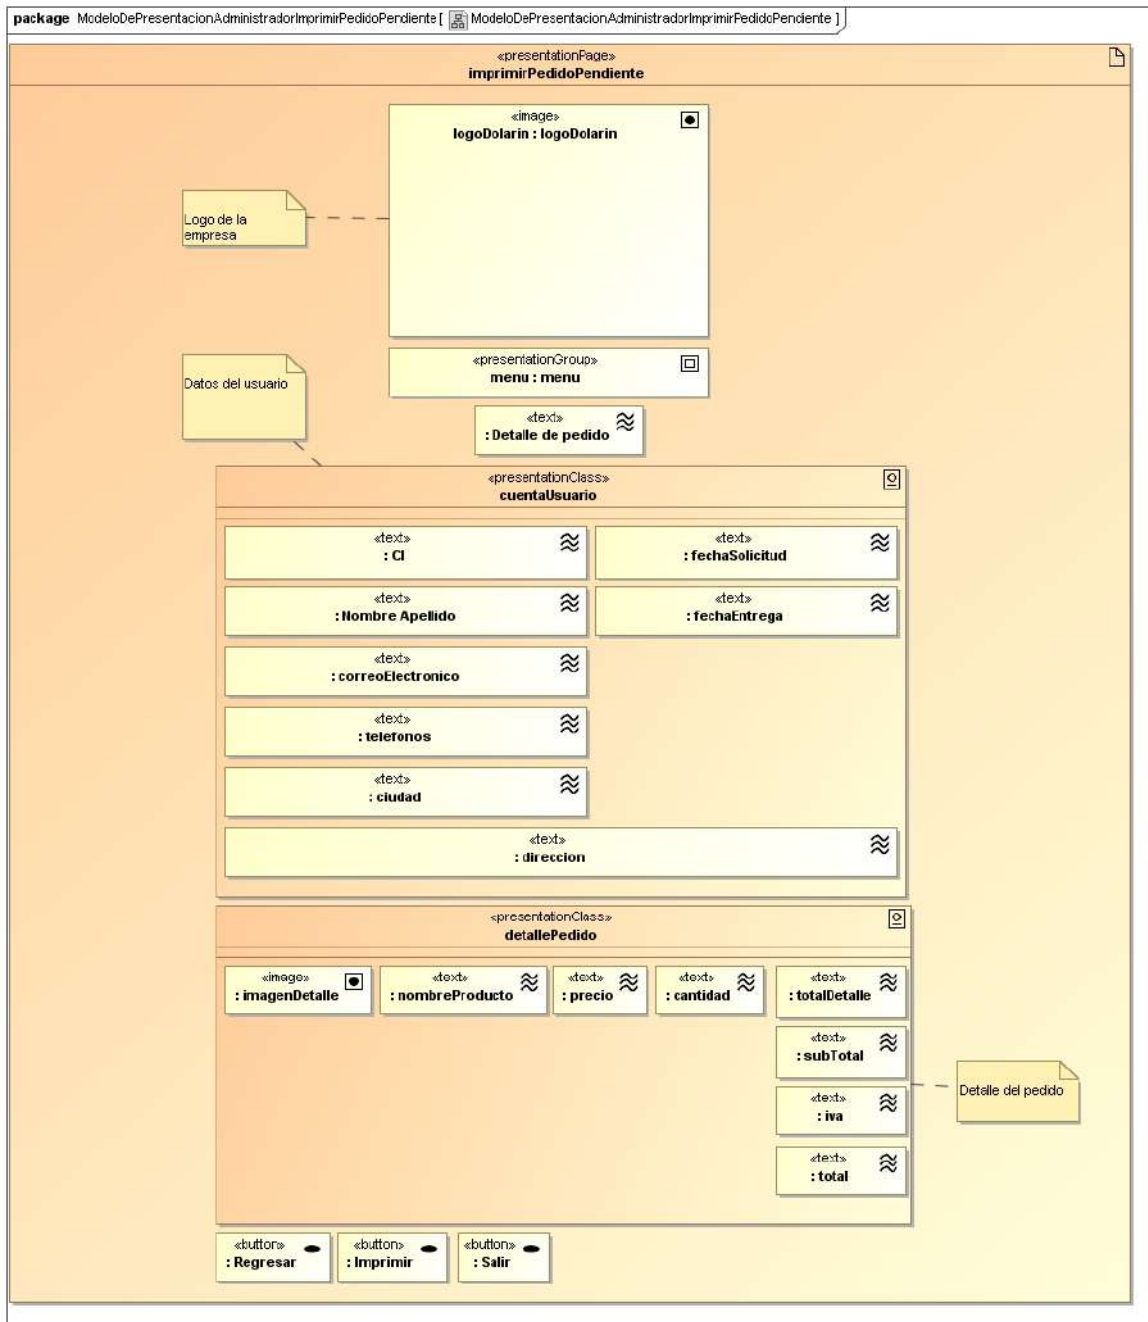 package ModeloDePresentacionAdministradorImprimirPedidoPendiente [ ModeloDePresentacionAdministradorImprimirPedidoPendiente ]
«presentationPage»
imprimirPedidoPendiente
«image»
logoDolarin : logoDolarin
Logo de la
empresa
«presentationGroup»
menu : menu
Datos del usuario
«text»
: Detalle de pedido
«presentationClass»
cuentaUsuario
«text»
: CI
«text»
: fechaSolicitud
«text»
: Nombre Apellido
«text»
: fechaEntrega
«text»
: correoElectronico
«text»
: telefonos
«text»
: ciudad
«text»
: direccion
«presentationClass»
detallePedido
«image»
: imagenDetalle
«text»
: nombreProducto
«text»
: precio
«text»
: cantidad
«text»
: totalDetalle
«text»
: subTotal
Detalle del pedido
«text»
: iva
«text»
: total
«button»
: Regresar
«button»
: Imprimir
«button»
: Salir